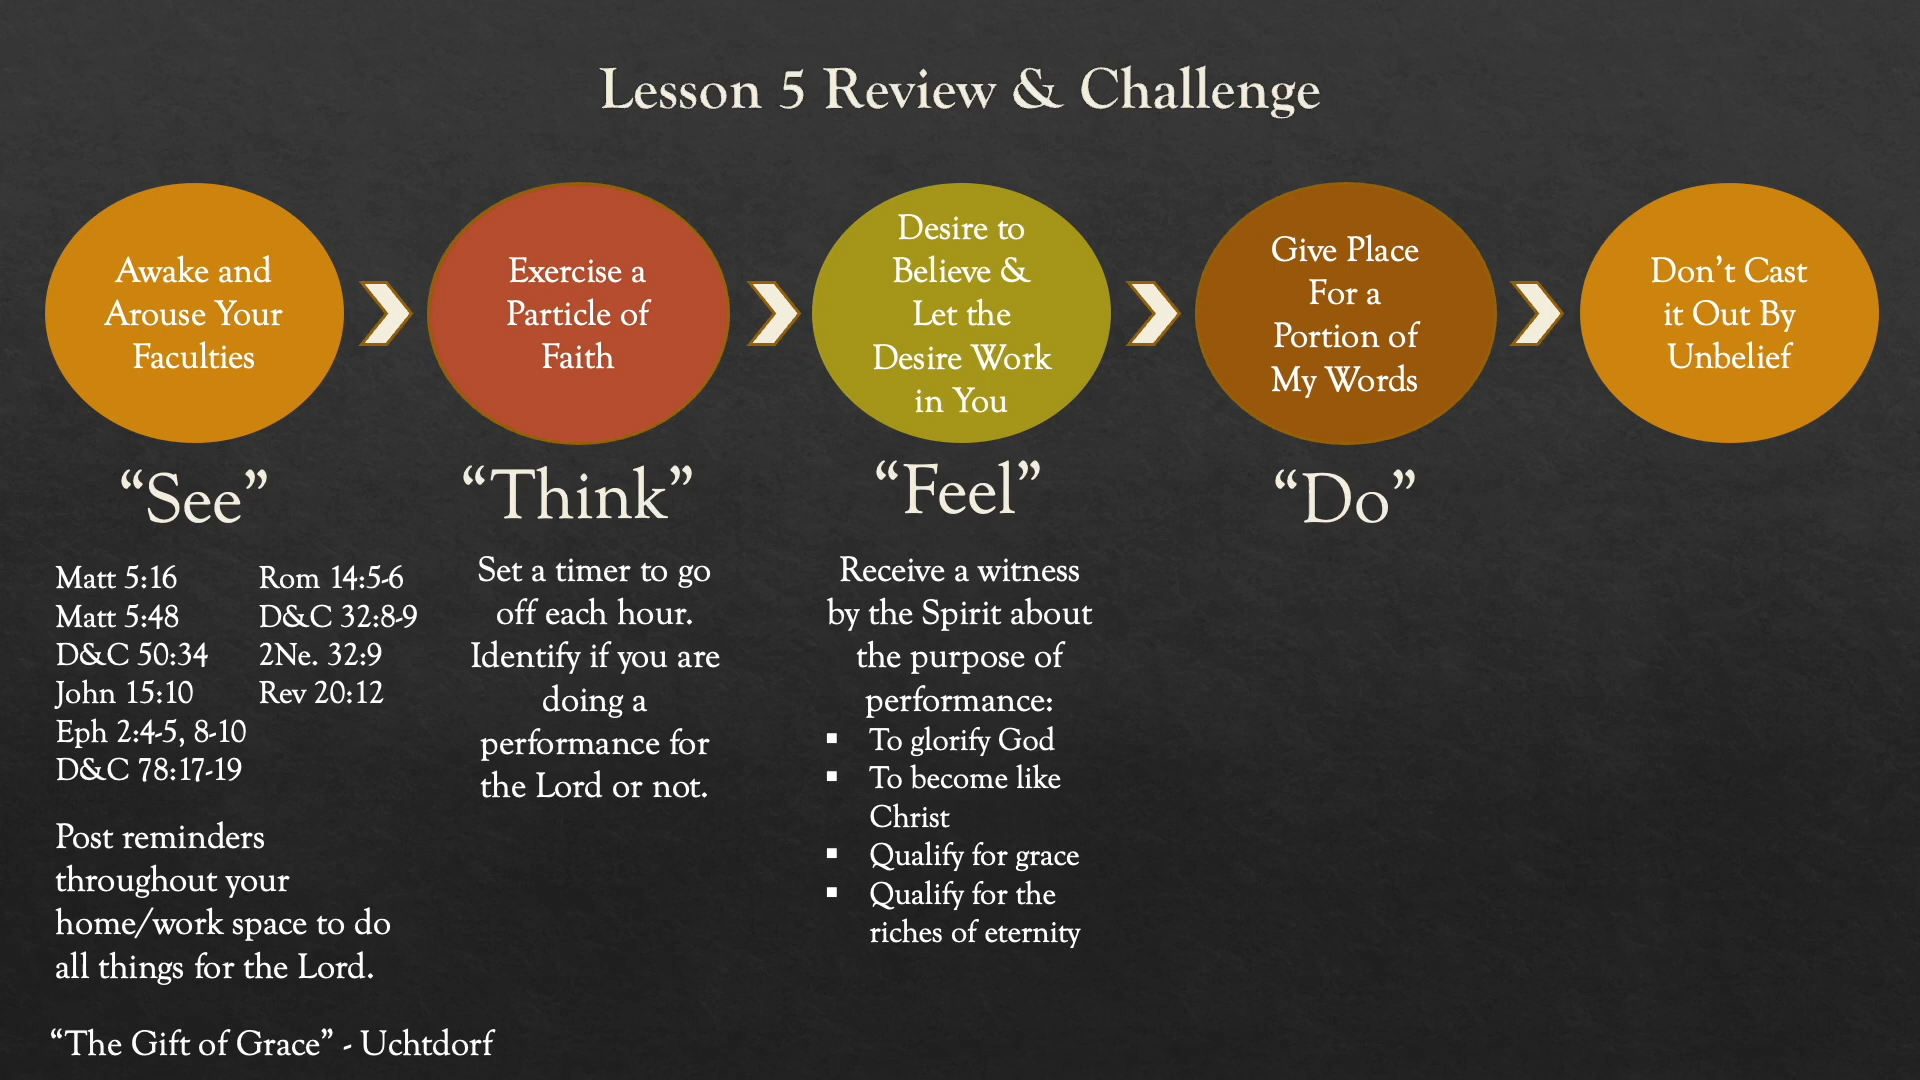 Lesson 5 Review & Challenge
Awake and
Arouse Your
Faculties
Exercise a
Particle of
Faith
Desire to
Believe &
Let the
Desire Work
in You
Give Place
For a
Portion of
My Words
Don’t Cast
it Out By
Unbelief
“See”
Matt 5:16
Matt 5:48
D&C 50:34
John 15:10
Eph 2:4-5, 8-10
D&C 78:17-19
Rom 14:5-6
D&C 32:8-9
2Ne. 32:9
Rev 20:12
Post reminders
throughout your
home/work space to do
all things for the Lord.
“The Gift of Grace” - Uchtdorf
“Think”
Set a timer to go
off each hour.
Identify if you are
doing a
performance for
the Lord or not.
“Feel”
Receive a witness
by the Spirit about
the purpose of
performance:
▪ To glorify God
▪ To become like
Christ
▪ Qualify for grace
▪ Qualify for the
riches of eternity
“Do”